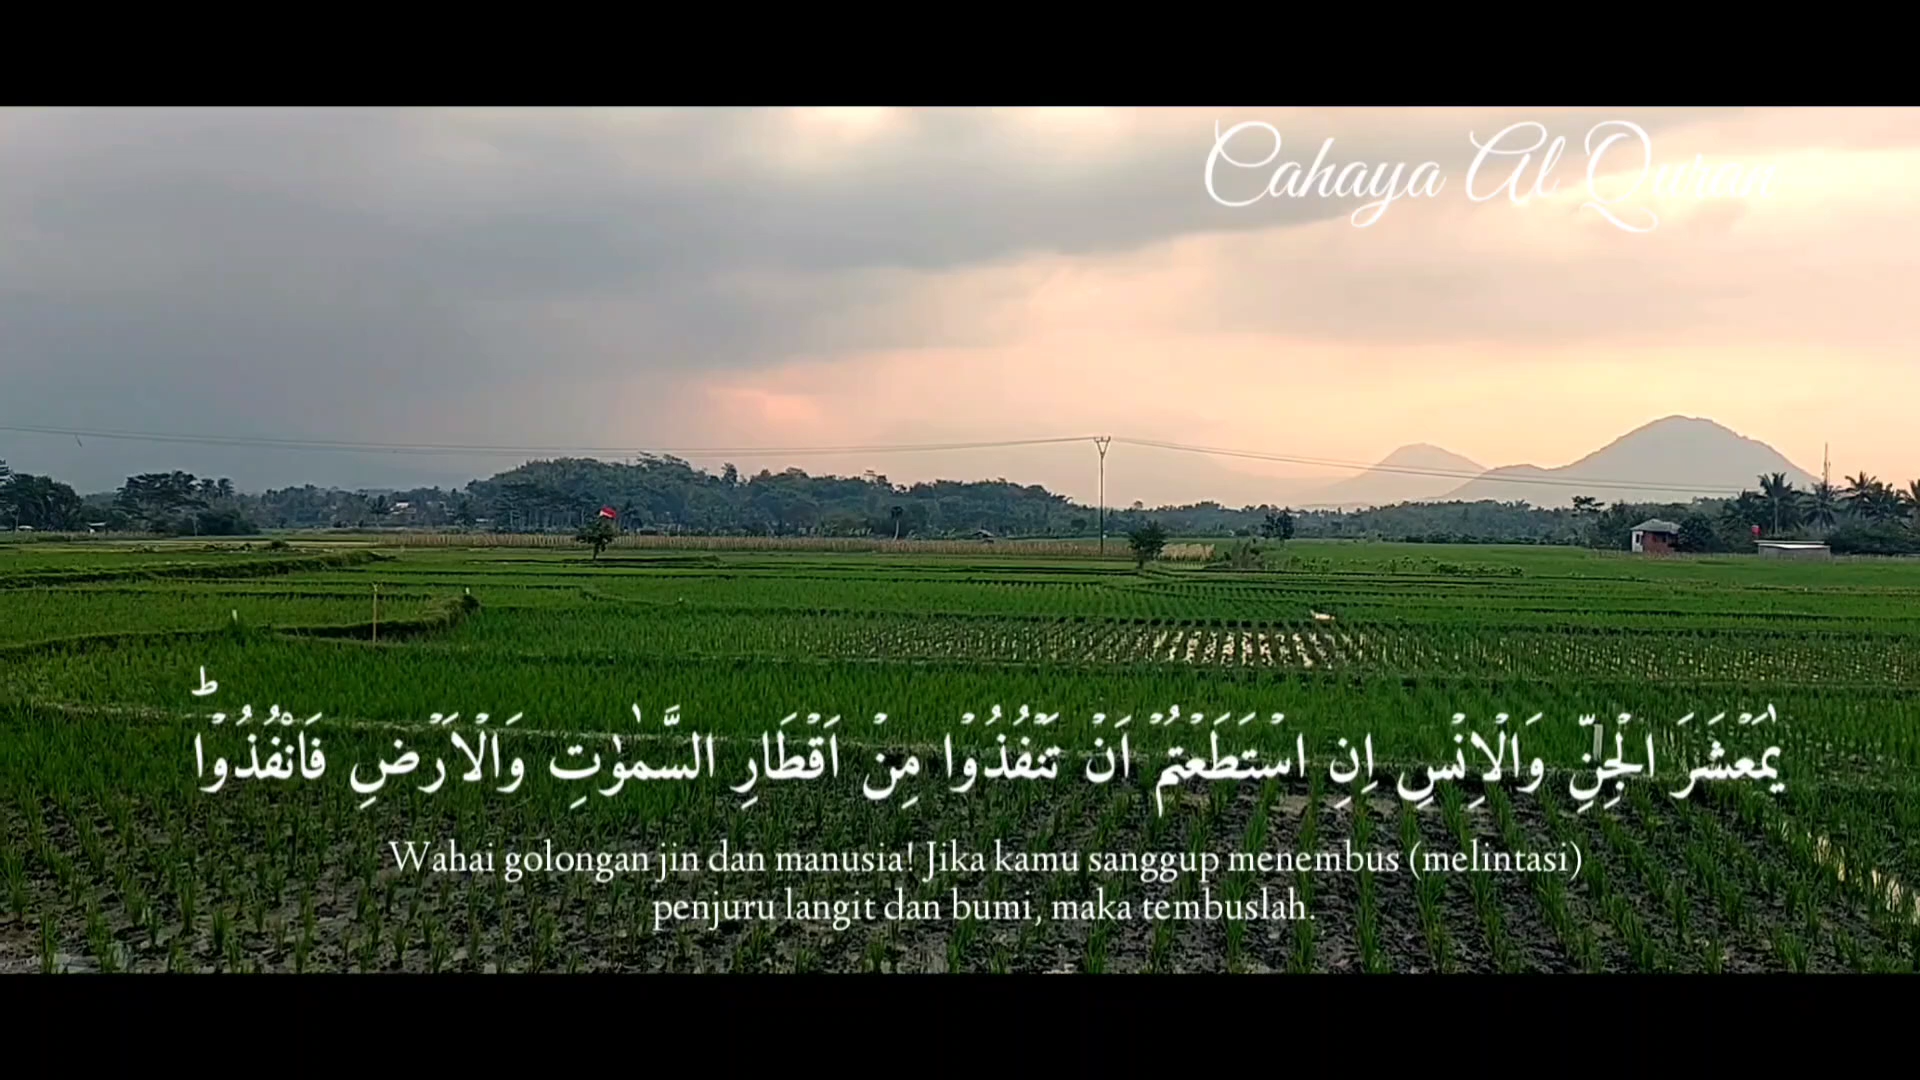 Cahaya Al Quran
يٰمَعْشَرَ الْجِنِّ وَالْاِنْسِ اِنِ اسْتَطَعْتُمْ اَنْ تَنْفُذُوْا مِنْ اَقْطَارِ السَّمٰوٰتِ وَالْاَرْضِ فَانْفُذُوْاۗ
Wahai golongan jin dan manusia! Jika kamu sanggup menembus (melintasi)
penjuru langit dan bumi, maka tembuslah.